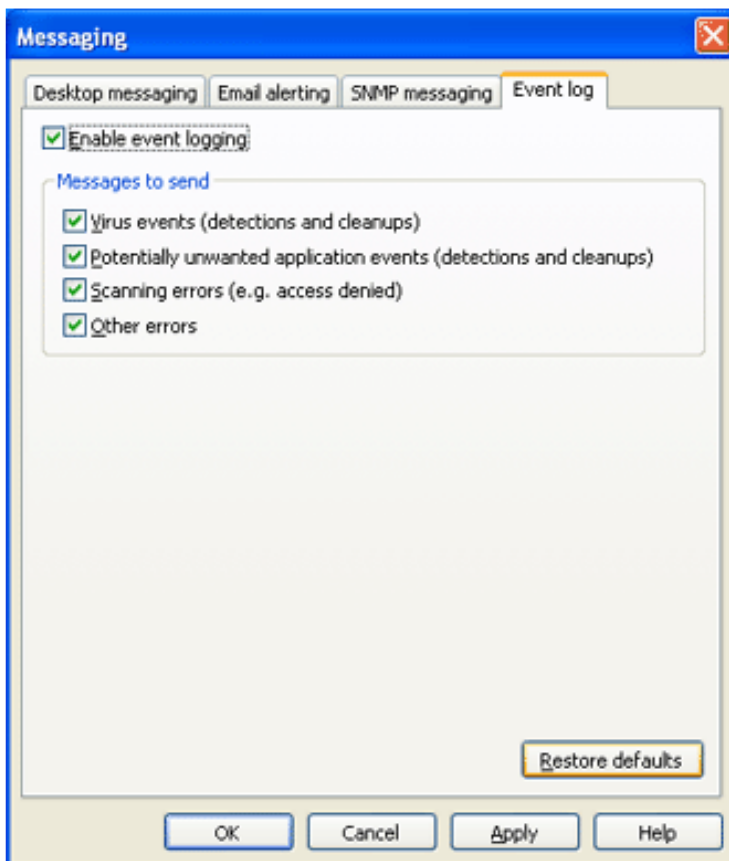 Messaging
Desktop messaging Email alerting SNMP messaging Event log
Enable event logging
Messages to send
Virus events (detections and cleanups)
Potentially unwanted application events (detections and cleanups)
Scanning errors (e.g. access denied)
Other errors
Restore defaults
OK Cancel Apply Help